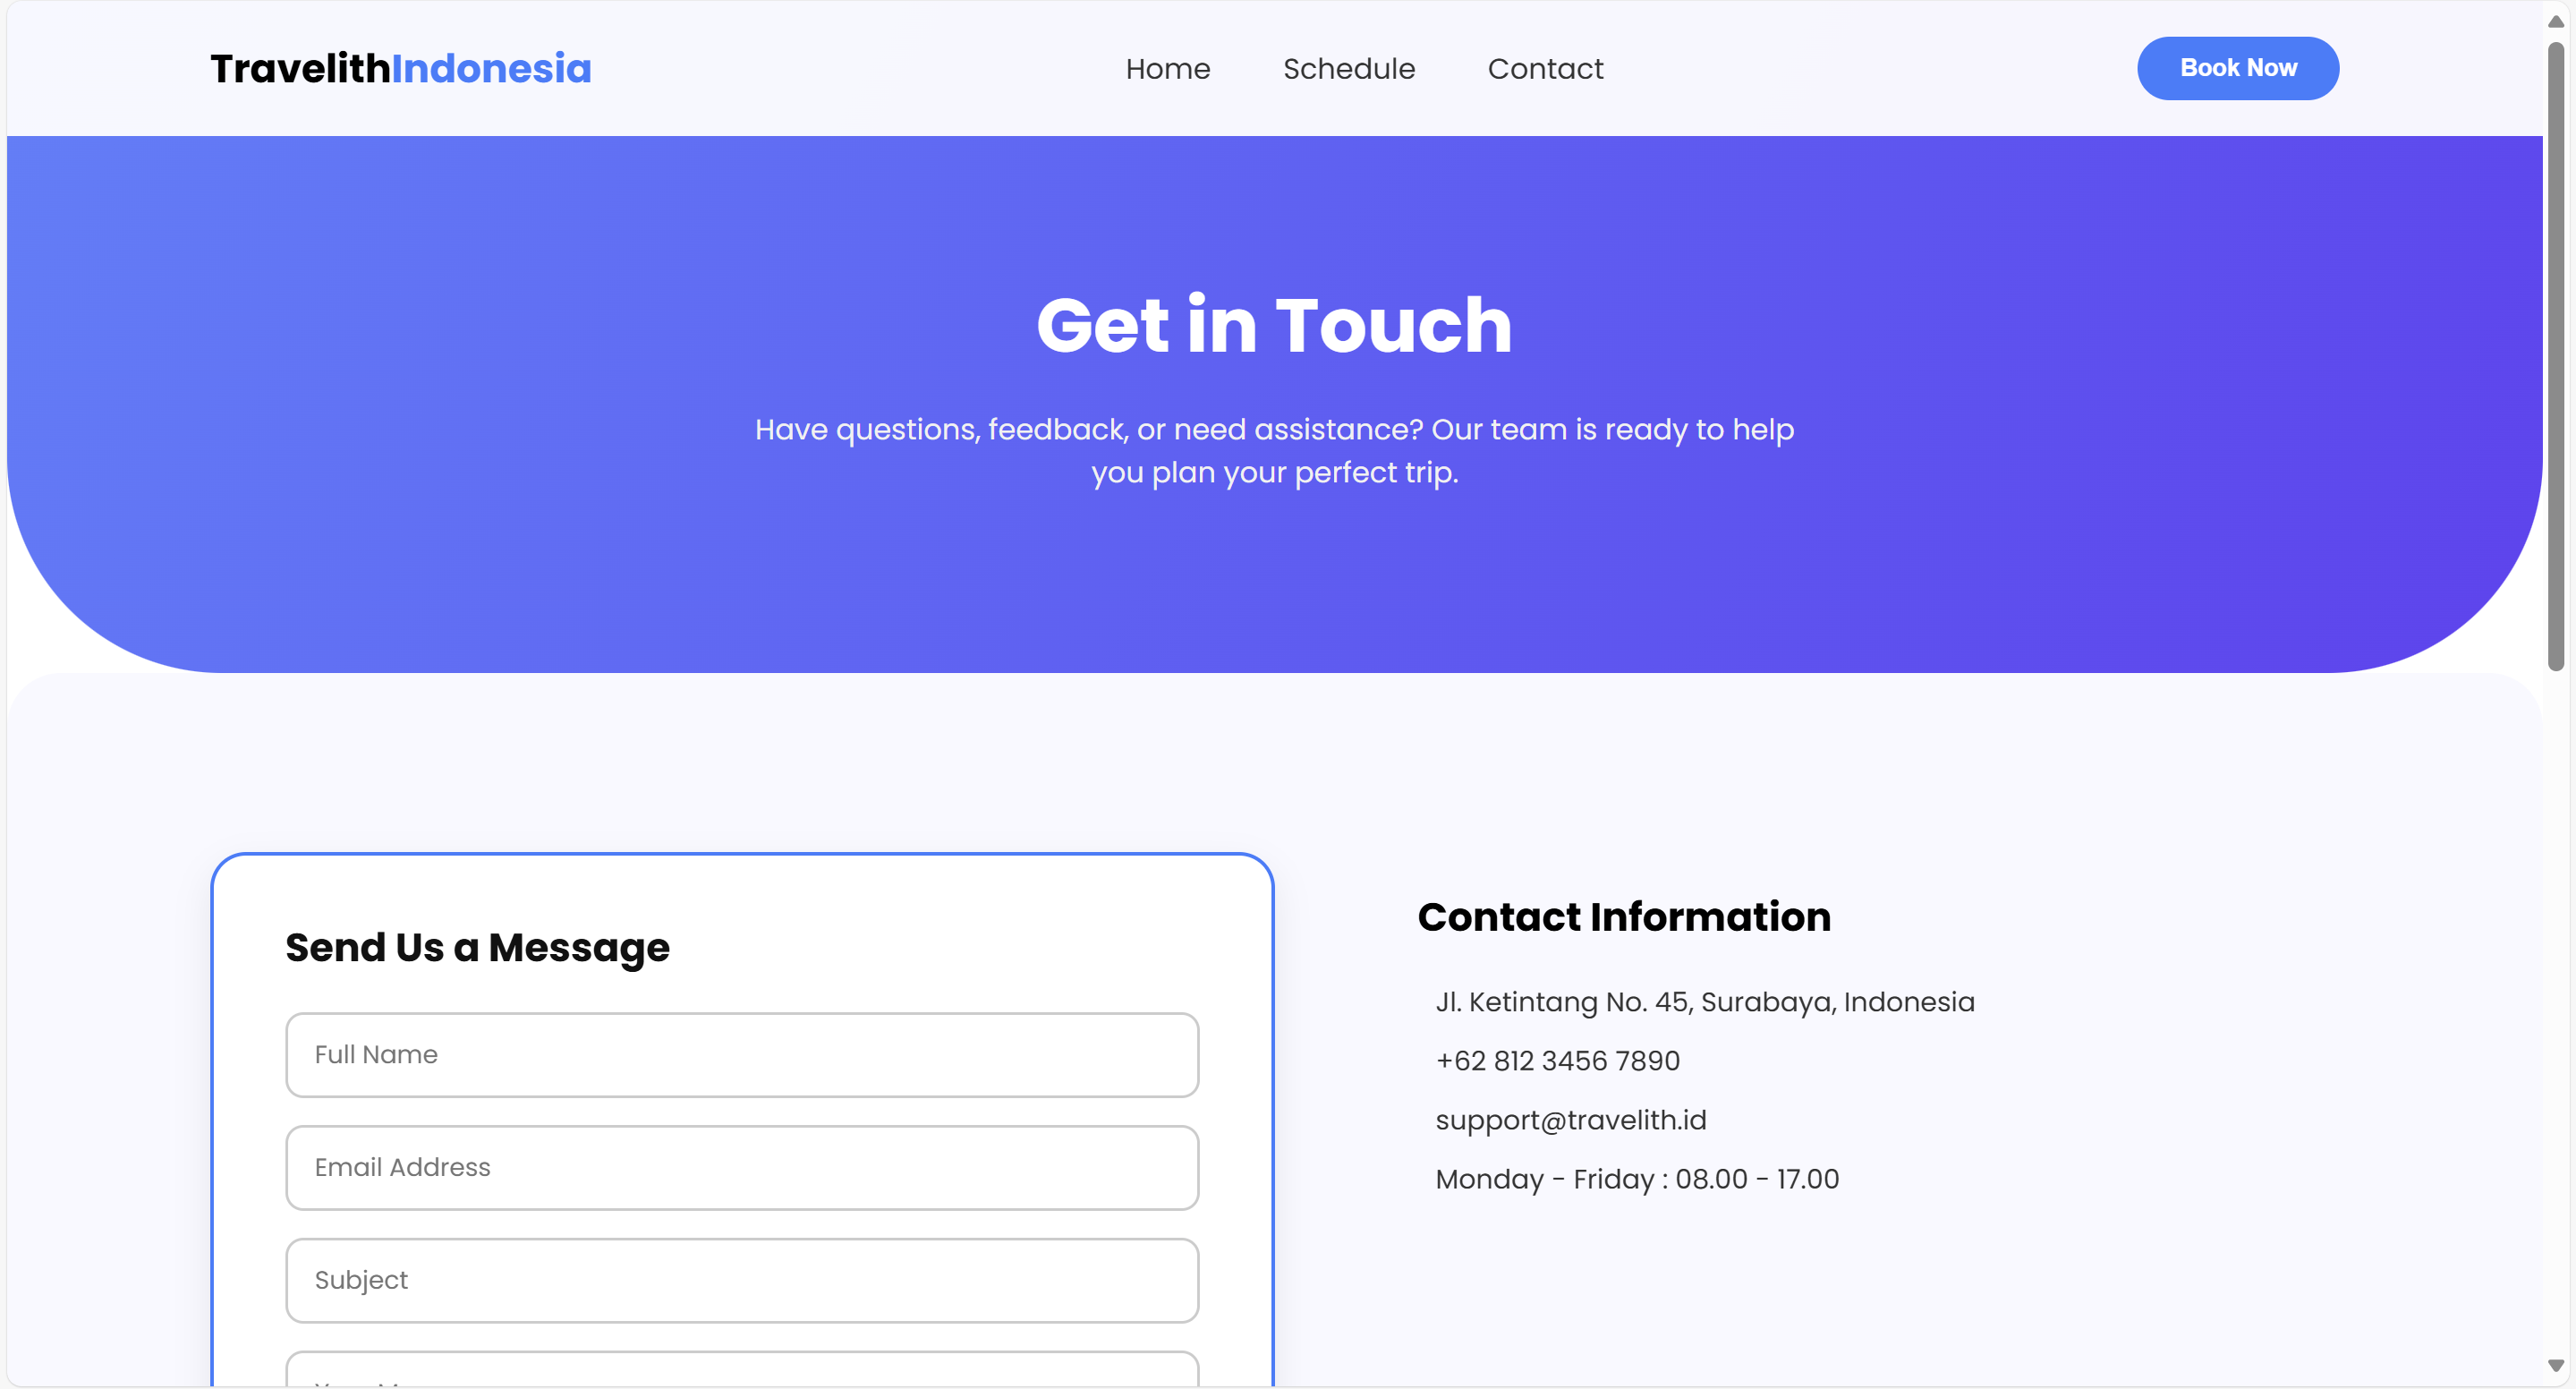 TravelithIndonesia
Home
Schedule
Contact
Book Now
Get in Touch
Have questions, feedback, or need assistance? Our team is ready to help
you plan your perfect trip.
Send Us a Message
Full Name
Email Address
Subject
Contact Information
Jl. Ketintang No. 45, Surabaya, Indonesia
+62 812 3456 7890
support@travelith.id
Monday - Friday : 08.00 - 17.00